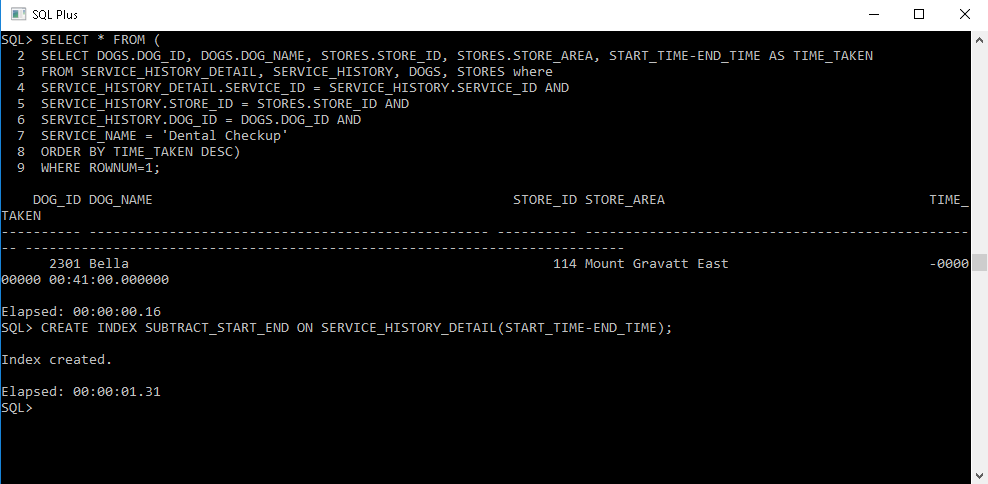 SQL Plus
SQL> SELECT * FROM (
  2  SELECT DOGS.DOG_ID, DOGS.DOG_NAME, STORES.STORE_ID, STORES.STORE_AREA, START_TIME-END_TIME AS TIME_TAKEN
  3  FROM SERVICE_HISTORY_DETAIL, SERVICE_HISTORY, DOGS, STORES where
  4  SERVICE_HISTORY_DETAIL.SERVICE_ID = SERVICE_HISTORY.SERVICE_ID AND
  5  SERVICE_HISTORY.STORE_ID = STORES.STORE_ID AND
  6  SERVICE_HISTORY.DOG_ID = DOGS.DOG_ID AND
  7  SERVICE_NAME = 'Dental Checkup'
  8  ORDER BY TIME_TAKEN DESC)
  9  WHERE ROWNUM=1;
    DOG_ID DOG_NAME                                             STORE_ID STORE_AREA                                 TIME_
TAKEN
---------- -------------------------------------------------- ---------- ------------------------------------------------
-- ---------------------------------------------------------------------------
      2301 Bella                                                     114 Mount Gravatt East                         -0000
00000 00:41:00.000000
Elapsed: 00:00:00.16
SQL> CREATE INDEX SUBTRACT_START_END ON SERVICE_HISTORY_DETAIL(START_TIME-END_TIME);
Index created.
Elapsed: 00:00:01.31
SQL>